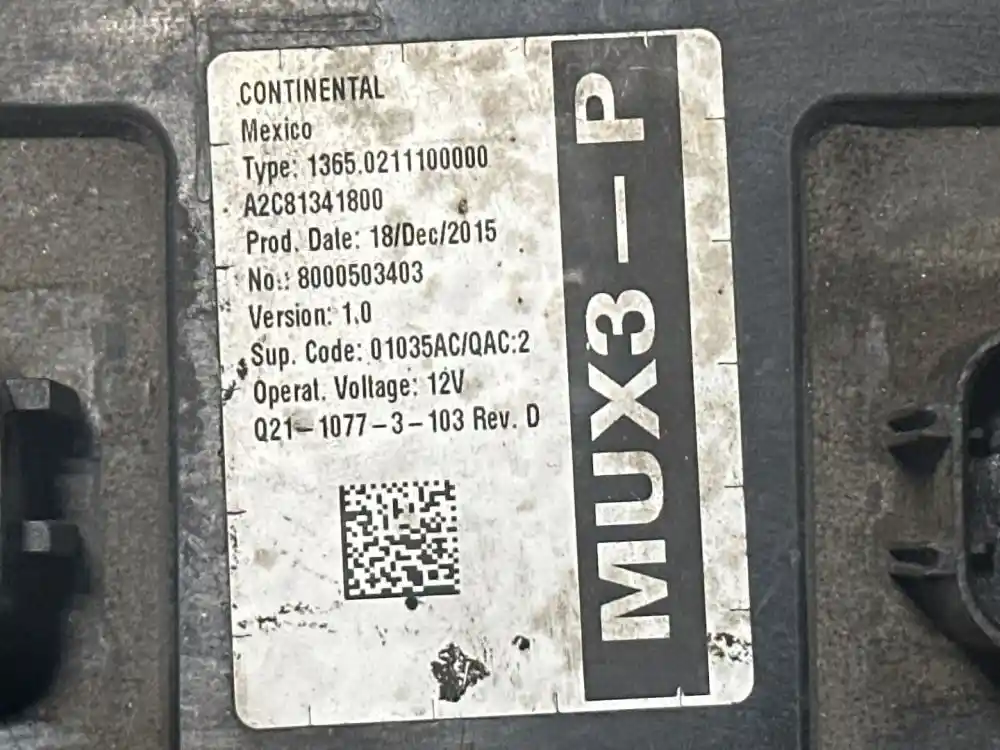 CONTINENTAL
Mexico
Type: 1365.0211100000
A2C81341800
Prod. Date: 18/Dec/2015
No.: 8000503403
Version: 1.0
Sup. Code: 01035AC/QAC:2
Operat. Voltage: 12V
Q21-1077-3-103 Rev. D
MUX3-P